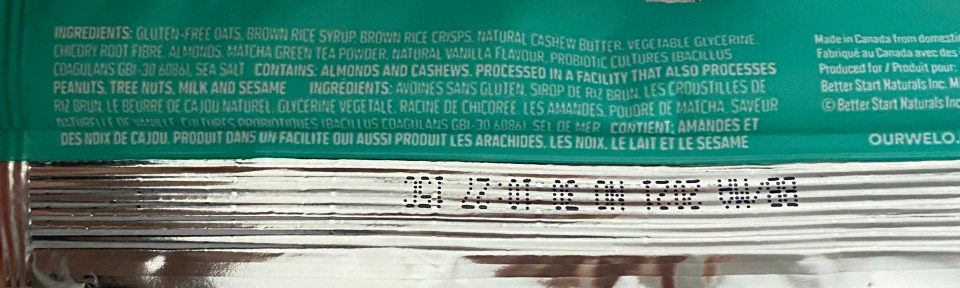 INGREDIENTS: GLUTEN-FREE OATS, BROWN RICE SYRUP, BROWN RICE CRISPS, NATURAL CASHEW BUTTER, VEGETABLE GLYCERINE,
CHICORY ROOT FIBRE, ALMONDS, MATCHA GREEN TEA POWDER, NATURAL VANILLA FLAVOUR, PROBIOTIC CULTURES (BACILLUS
COAGULANS GBI-30 6086), SEA SALT CONTAINS: ALMONDS AND CASHEWS. PROCESSED IN A FACILITY THAT ALSO PROCESSES
PEANUTS, TREE NUTS, MILK AND SESAME INGRÉDIENTS: AVOINES SANS GLUTEN, SIROP DE RIZ BRUN, LES CROUSTILLES DE
RIZ BRUN, LE BEURRE DE CAJOU NATUREL, GLYCERINE VEGETALE, RACINE DE CHICOREE, LES AMANDES, POUDRE DE MATCHA, SAVEUR
NATURELLE DE VANILLE, CULTURES PROBIOTIQUES (BACILLUS COAGULANS GBI-30 6086) SEL DE MER CONTIENT: AMANDES ET
DES NOIX DE CAJOU. PRODUIT DANS UN FACILITE QUI AUSSI PRODUIT LES ARACHIDES, LES NOIX, LE LAIT ET LE SESAME
Made in Canada from
Fabriqué au Canada avec des
Produced for / Produit pour:
Better Start Naturals Inc.
© Better Start Naturals Inc
OURWELO.